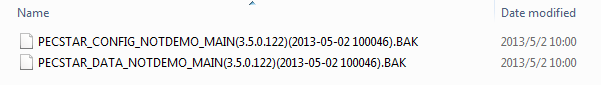 Name Date modified
PECSTAR_CONFIG_NOTDEMO_MAIN(3.5.0.122)(2013-05-02 100046).BAK 2013/5/2 10:00
PECSTAR_DATA_NOTDEMO_MAIN(3.5.0.122)(2013-05-02 100046).BAK 2013/5/2 10:00